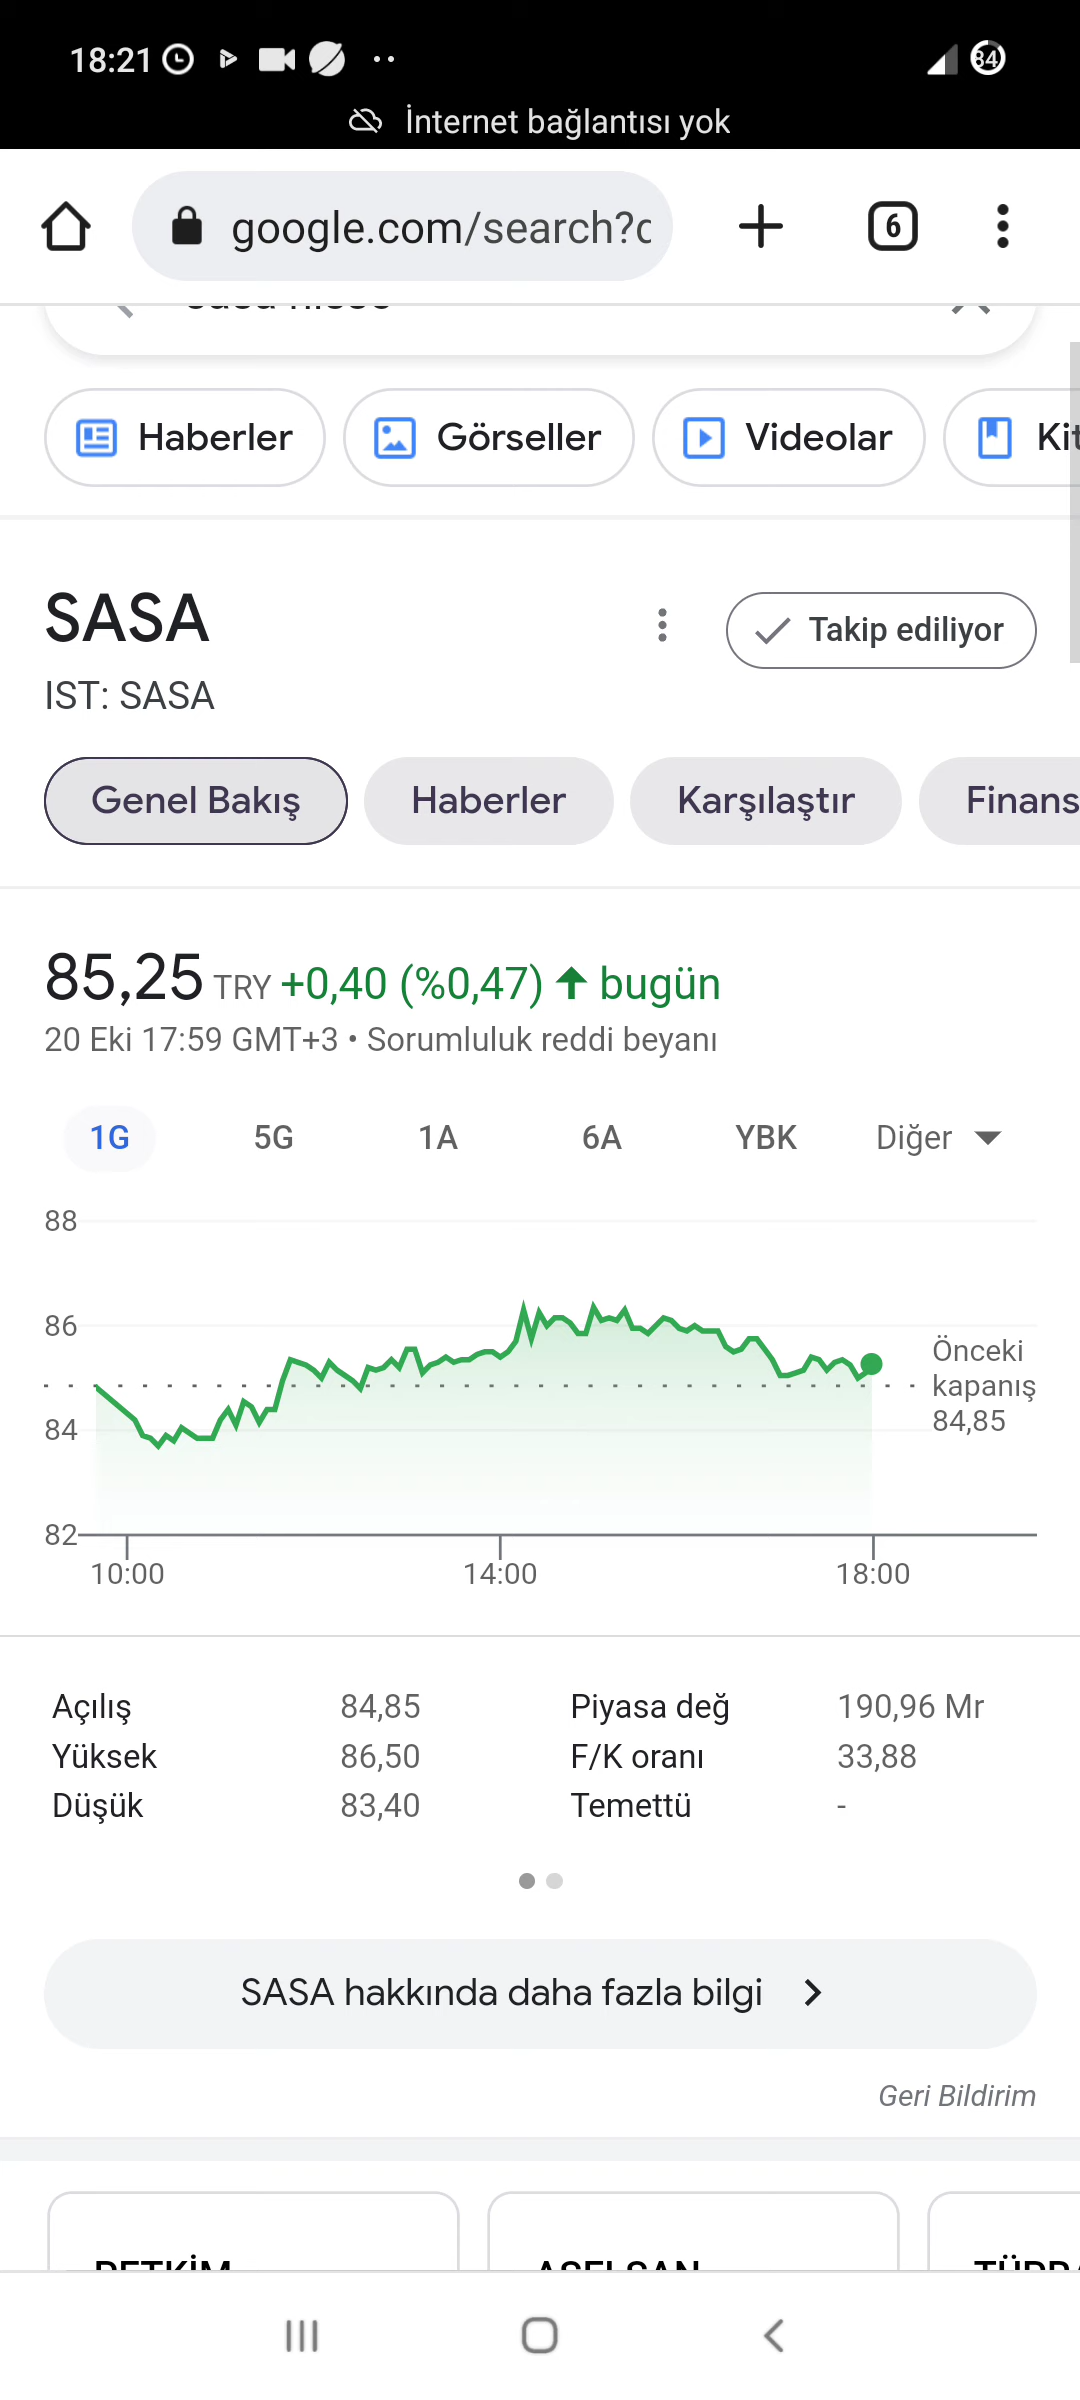 18:21
84
İnternet bağlantısı yok
google.com/search?c
6
Haberler Görseller Videolar Kit
SASA
Takip ediliyor
IST: SASA
Genel Bakış Haberler Karşılaştır Finans
85,25 TRY +0,40 (%0,47) ↑ bugün
20 Eki 17:59 GMT+3 • Sorumluluk reddi beyanı
1G 5G 1A 6A YBK Diğer
88
86
Önceki
kapanış
84,85
84
82
10:00 14:00 18:00
Açılış 84,85 Piyasa değ 190,96 Mr
Yüksek 86,50 F/K oranı 33,88
Düşük 83,40 Temettü -
SASA hakkında daha fazla bilgi
Geri Bildirim
PETKİM ASELSAN